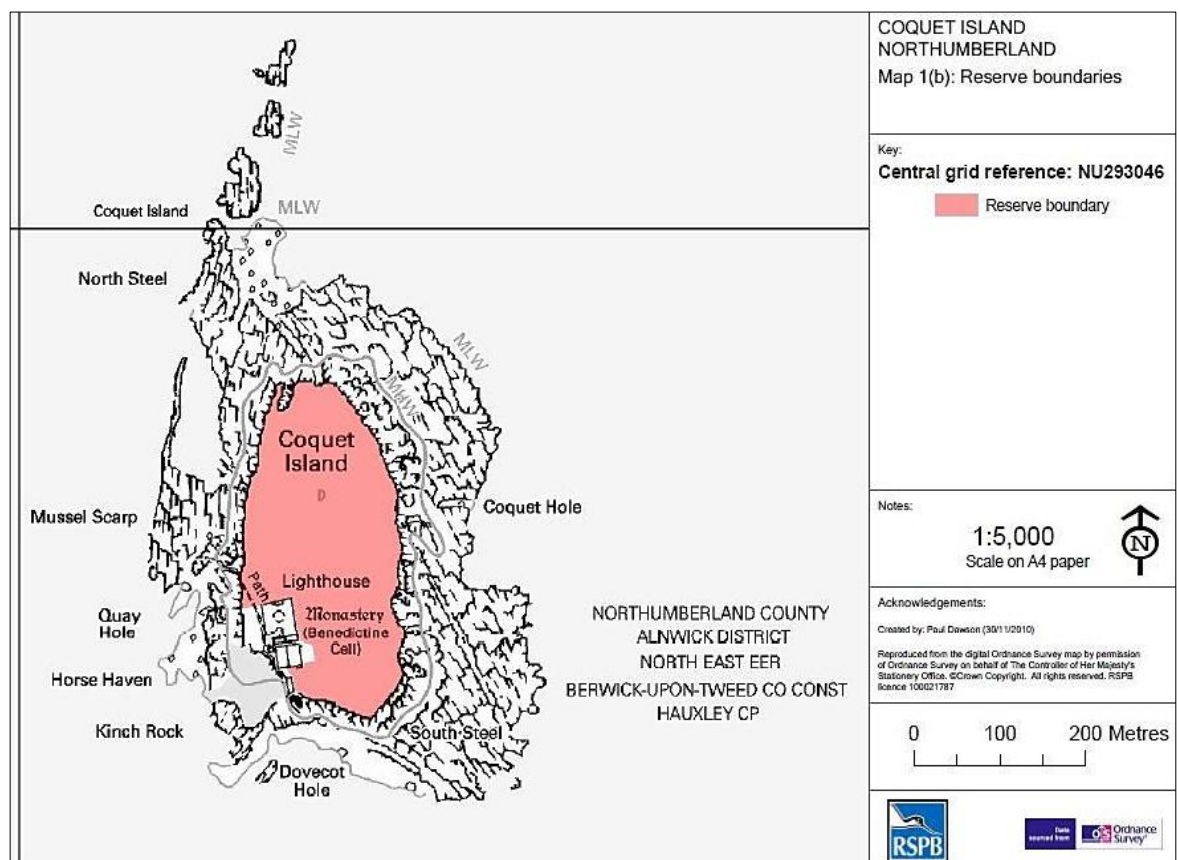 COQUET ISLAND
NORTHUMBERLAND
Map 1(b): Reserve boundaries
Key:
Central grid reference: NU293046
Reserve boundary
Notes:
1:5,000
Scale on A4 paper
N
Acknowledgements:
Created by: Paul Dawson (30/11/2010)
Reproduced from the digital Ordnance Survey map by permission
of Ordnance Survey on behalf of The Controller of Her Majesty's
Stationery Office. ©Crown Copyright. All rights reserved. RSPB
licence 100021787
0 100 200 Metres
RSPB
Data
sourced from
OS Ordnance
Survey
MLW
Coquet Island
MLW
North Steel
MLW
MHW
Coquet
Island
D
Mussel Scarp
Coquet Hole
Path
Lighthouse
Monastery
(Benedictine
Cell)
Quay
Hole
Horse Haven
Kinch Rock
South Steel
Dovecot
Hole
NORTHUMBERLAND COUNTY
ALNWICK DISTRICT
NORTH EAST EER
BERWICK-UPON-TWEED CO CONST
HAUXLEY CP